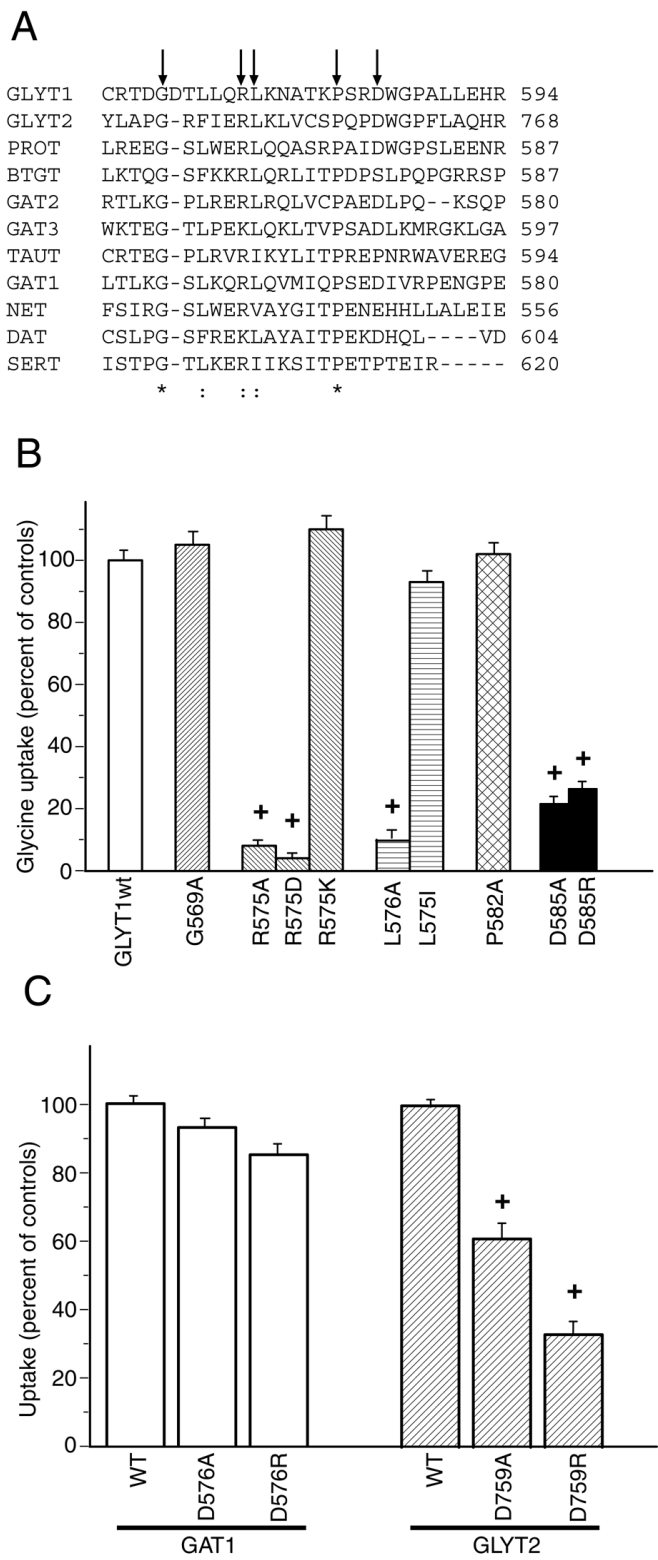 A
GLYT1 CRTDGDTLLQRLKNATKPSRDWGPALLEHR 594
GLYT2 YLAPG-RFIERLKLVCSPQPDWGPFLAQHR 768
PROT LREEG-SLWERLQQASRPAIDWGPSLEENR 587
BTGT LKTQG-SFKKRLQRLITPDPSLPQPGRRSP 587
GAT2 RTLKG-PLRERLRQLVCPAEDLPQ--KSQP 580
GAT3 WKTEG-TLPEKLQKLTVPSADLKMRGKLGA 597
TAUT CRTEG-PLRVRIKYLITPREPNRWAVEREG 594
GAT1 LTLKG-SLKQRLQVMIQPSEDIVRPENGPE 580
NET FSIRG-SLWERVAYGITPENEHHLLALEIE 556
DAT CSLPG-SFREKLAYAITPEKDHQL----VD 604
SERT ISTPG-TLKERIIKSITPETPTEIR----- 620
* : :: *
B
Glycine uptake (percent of controls)
100
80
60
40
20
0
+ + + + +
GLYT1wt G569A R575A R575D R575K L576A L575I P582A D585A D585R
C
Uptake (percent of controls)
100
80
60
40
20
0
+ +
WT D576A D576R WT D759A D759R
GAT1 GLYT2